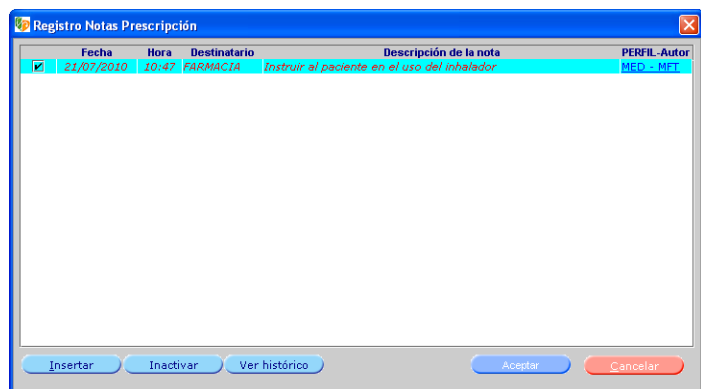 Registro Notas Prescripción
Fecha Hora Destinatario Descripción de la nota PERFIL-Autor
21/07/2010 10:47 FARMACIA Instruir al paciente en el uso del inhalador MED - MFT
Insertar Inactivar Ver histórico Aceptar Cancelar